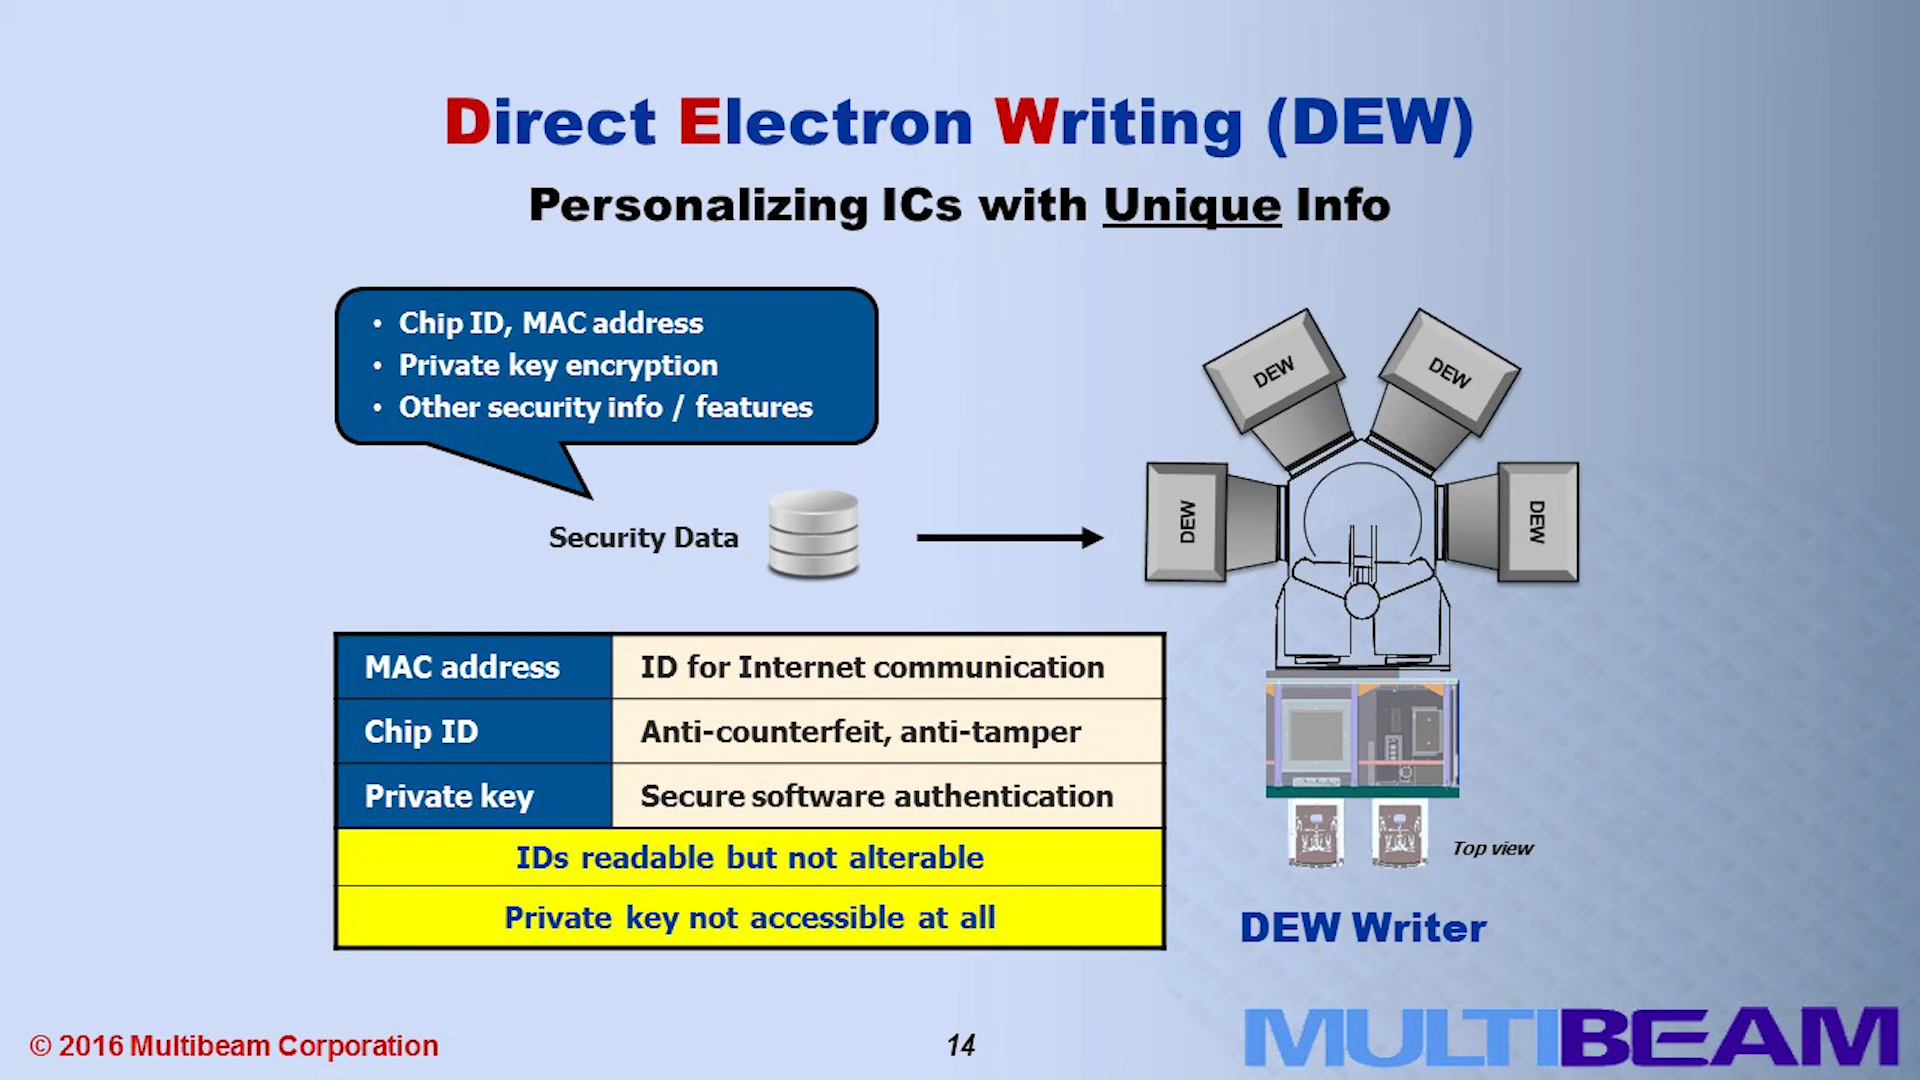 Direct Electron Writing (DEW)
Personalizing ICs with Unique Info
• Chip ID, MAC address
• Private key encryption
• Other security info / features
Security Data
DEW
DEW
DEW
DEW
MAC address ID for Internet communication
Chip ID Anti-counterfeit, anti-tamper
Private key Secure software authentication
IDs readable but not alterable
Private key not accessible at all
Top view
DEW Writer
© 2016 Multibeam Corporation
14
MULTIBEAM